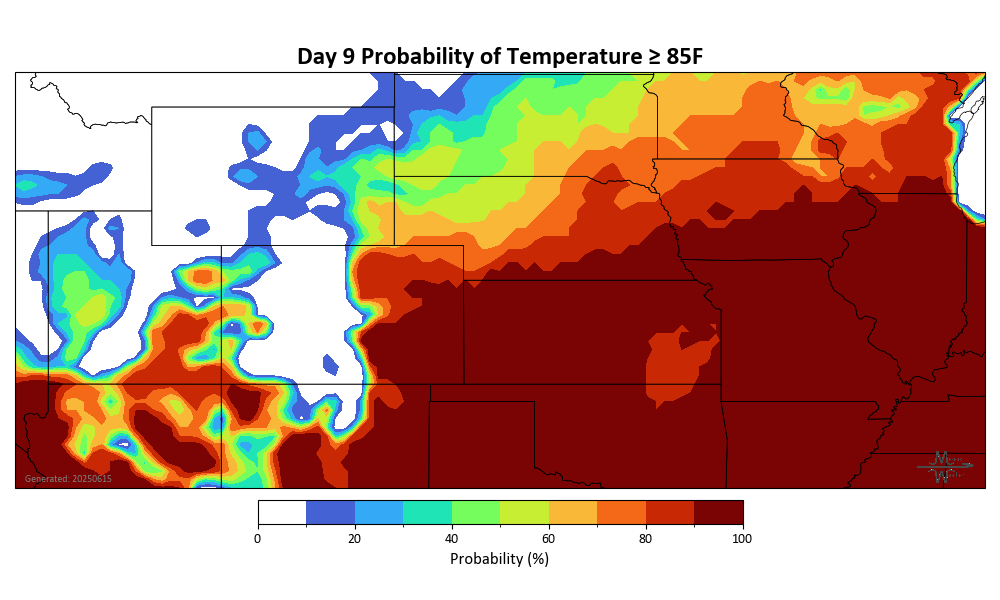 Day 9 Probability of Temperature ≥ 85F
Generated: 20250615
0 20 40 60 80 100
Probability (%)